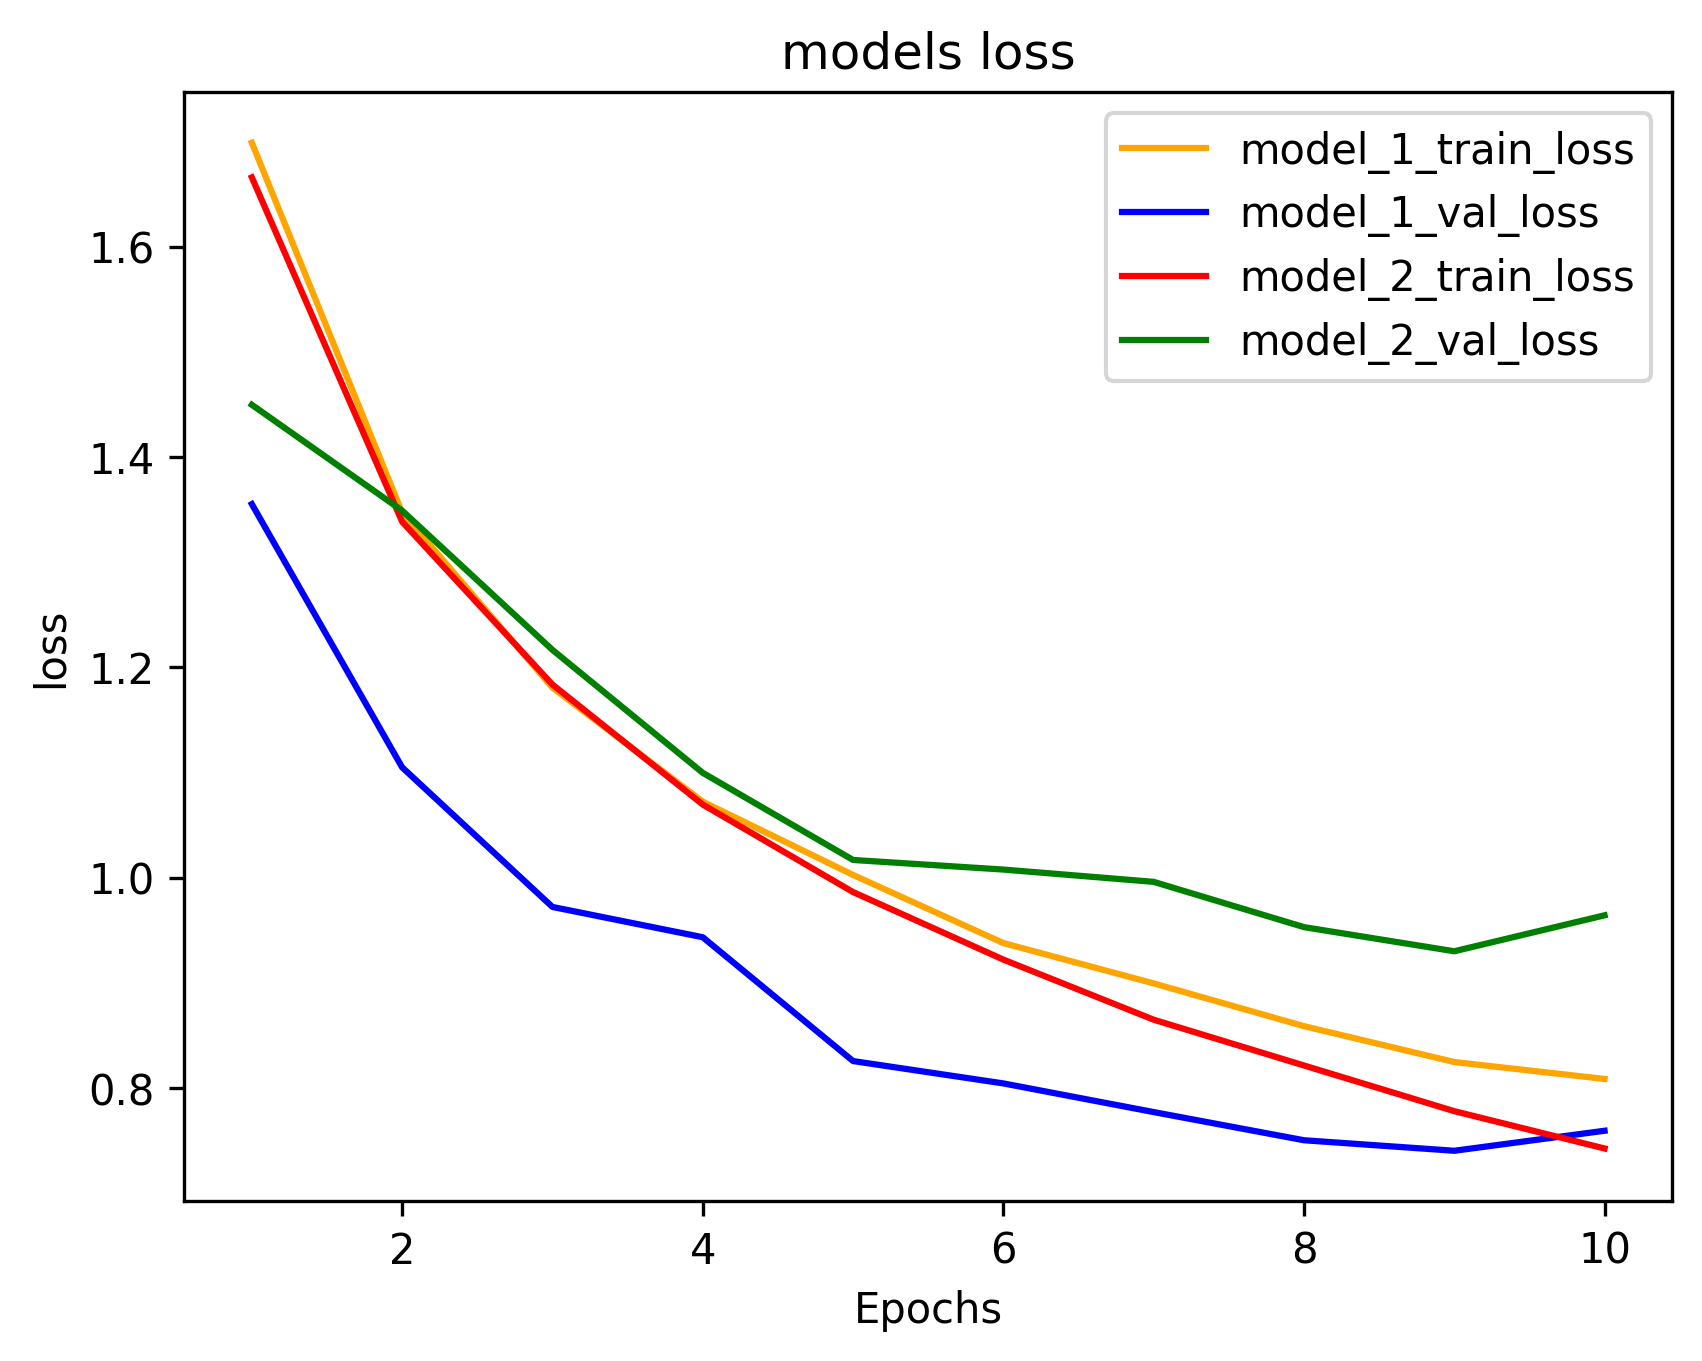 models loss
model_1_train_loss
model_1_val_loss
model_2_train_loss
model_2_val_loss
loss
1.6
1.4
1.2
1.0
0.8
2 4 6 8 10
Epochs